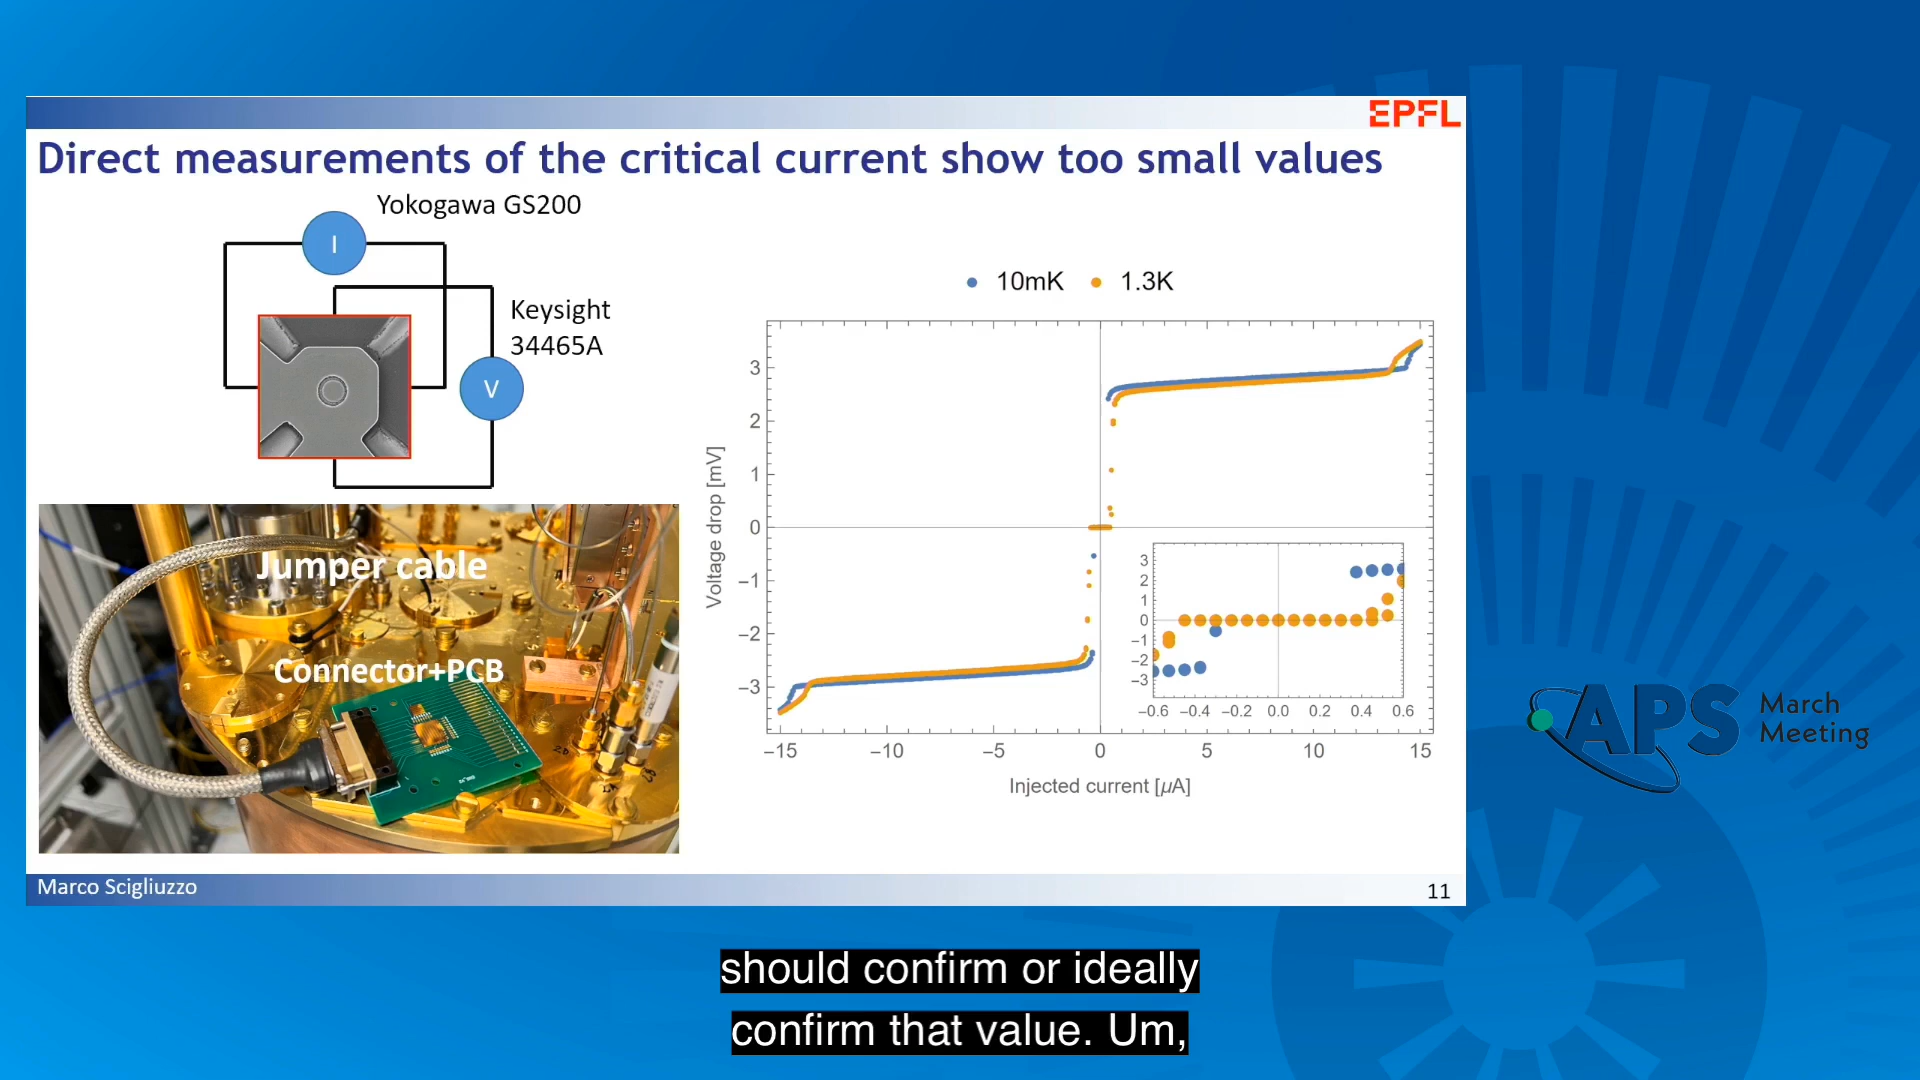 EPFL
Direct measurements of the critical current show too small values
Yokogawa GS200
I
Keysight
34465A
V
Jumper cable
Connector+PCB
10mK
1.3K
3
2
1
0
−1
−2
−3
Voltage drop [mV]
−15
−10
−5
0
5
10
15
Injected current [μA]
3
2
1
0
−1
−2
−3
−0.6
−0.4
−0.2
0.0
0.2
0.4
0.6
Marco Scigliuzzo
11
APS
March
Meeting
should confirm or ideally
confirm that value. Um,